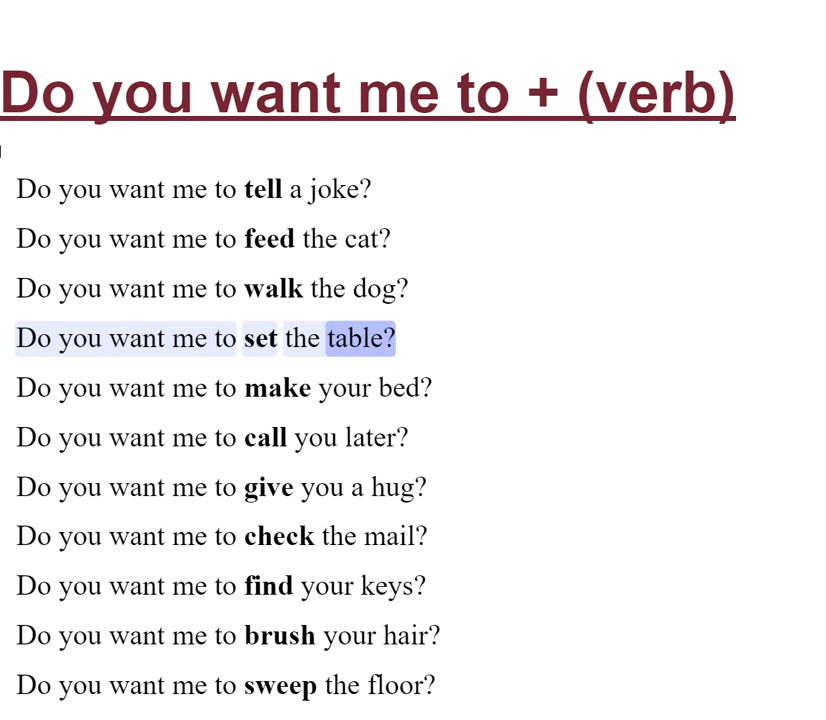 Do you want me to + (verb)
Do you want me to tell a joke?
Do you want me to feed the cat?
Do you want me to walk the dog?
Do you want me to set the table?
Do you want me to make your bed?
Do you want me to call you later?
Do you want me to give you a hug?
Do you want me to check the mail?
Do you want me to find your keys?
Do you want me to brush your hair?
Do you want me to sweep the floor?